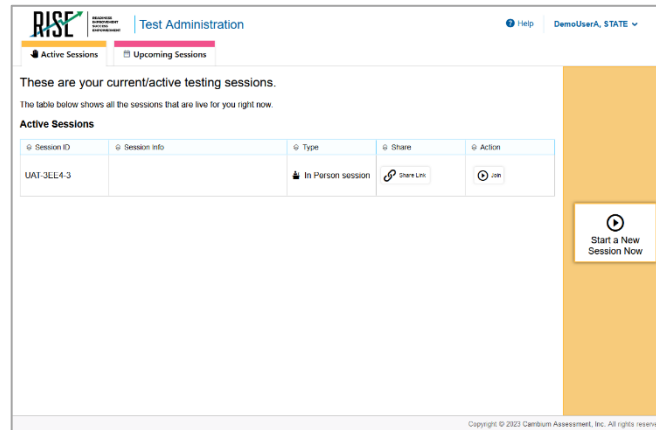 RISE READINESS IMPROVEMENT SUCCESS EMPOWERMENT Test Administration Help DemoUserA, STATE
Active Sessions Upcoming Sessions
These are your current/active testing sessions.
The table below shows all the sessions that are live for you right now.
Active Sessions
Session ID Session Info Type Share Action
UAT-3EE4-3 In Person session Share Link Join
Start a New
Session Now
Copyright © 2023 Cambium Assessment, Inc. All rights reserve